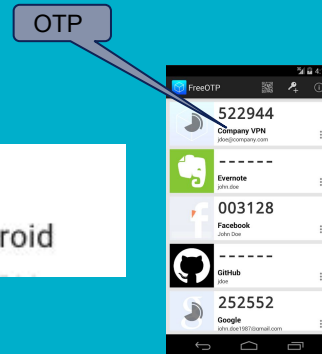 OTP
4:
FreeOTP
522944
Company VPN
jdoe@company.com
------
Evernote
john.doe
003128
Facebook
John Doe
roid
------
GitHub
jdoe
252552
Google
john.doe1987@gmail.com